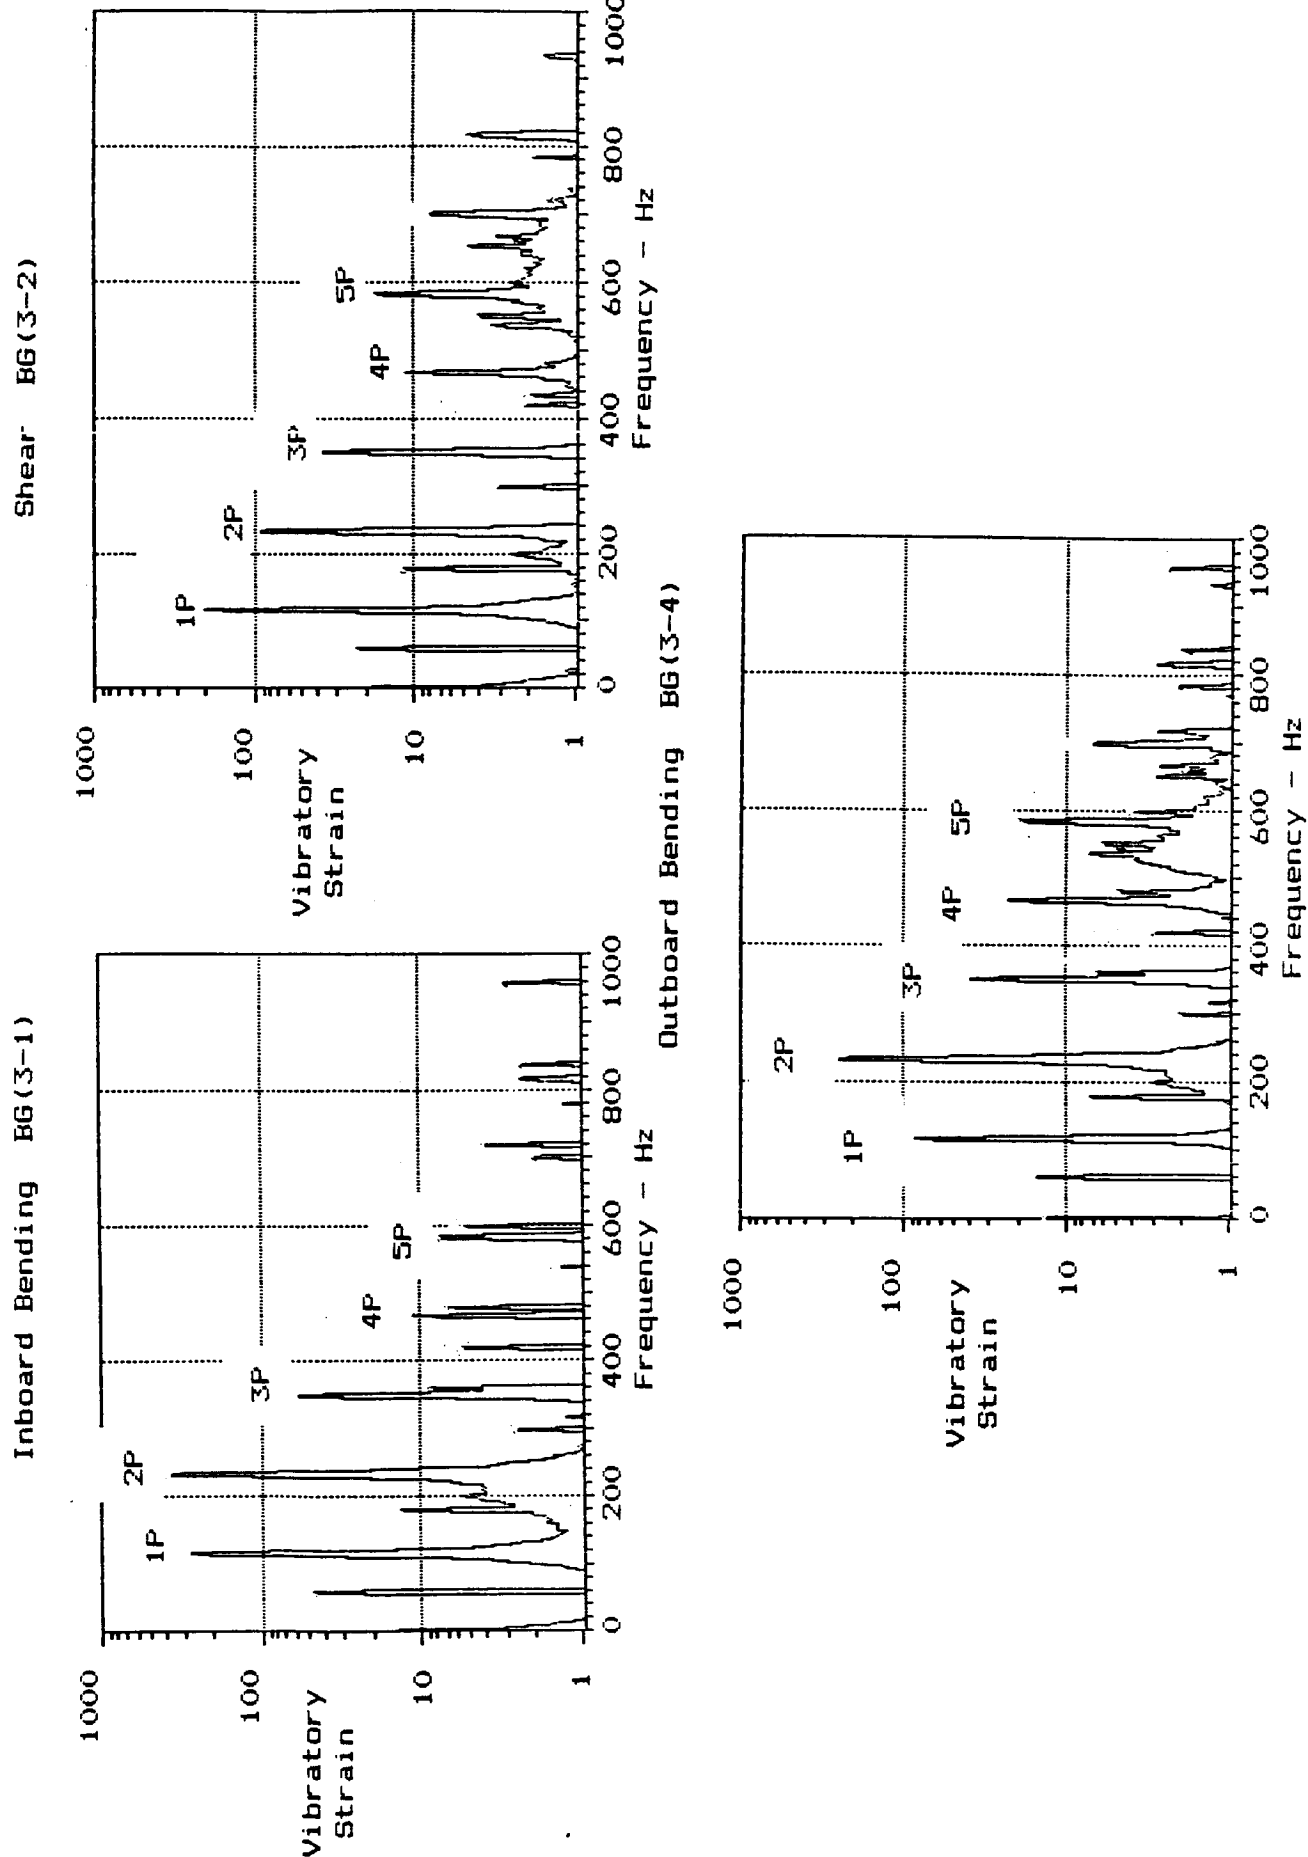 Inboard Bending BG(3-1)
1000
100
10
1
Vibratory
Strain
1P
2P
3P
4P
5P
0
200
400
600
800
1000
Frequency - Hz
Shear BG(3-2)
1000
100
10
1
Vibratory
Strain
1P
2P
3P
4P
5P
0
200
400
600
800
1000
Frequency - Hz
Outboard Bending BG(3-4)
1000
100
10
1
Vibratory
Strain
1P
2P
3P
4P
5P
0
200
400
600
800
1000
Frequency - Hz